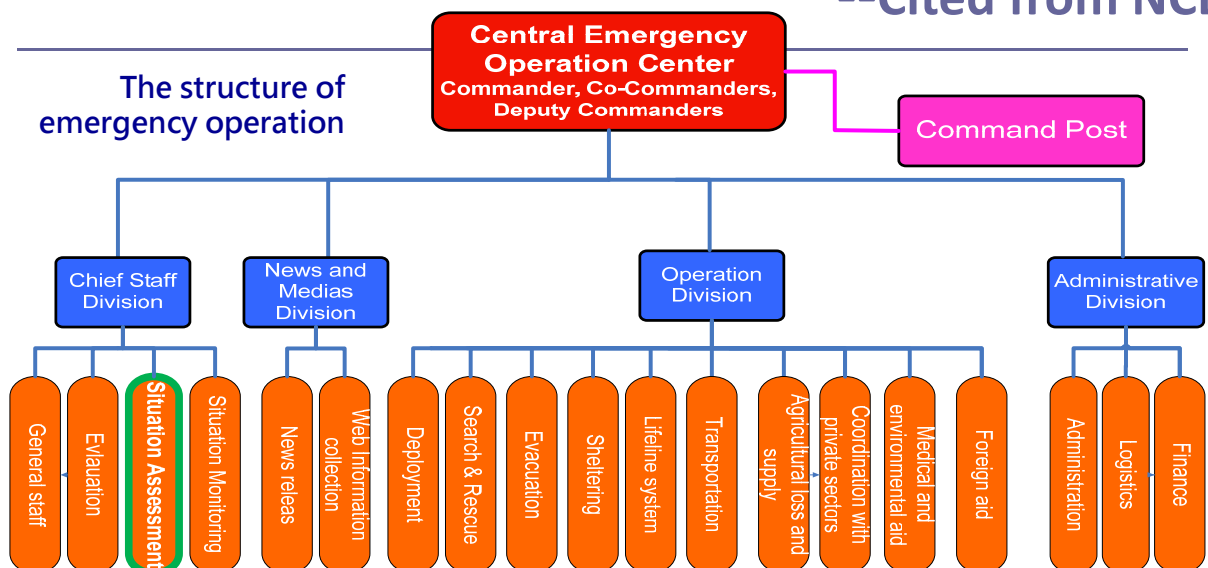 --Cited from
The structure of
emergency operation
Central Emergency
Operation Center
Commander, Co-Commanders,
Deputy Commanders
Command Post
Chief Staff
Division
News and
Medias
Division
Operation
Division
Administrative
Division
General staff
Evlauation
Situation Assessment
Situation Monitoring
News releas
Web Information
collection
Deployment
Search & Rescue
Evacuation
Sheltering
Lifeline system
Transportation
Agricultural loss and
supply
Coordination with
private sectors
Medical and
environmental aid
Foreign aid
Administration
Logistics
Finance